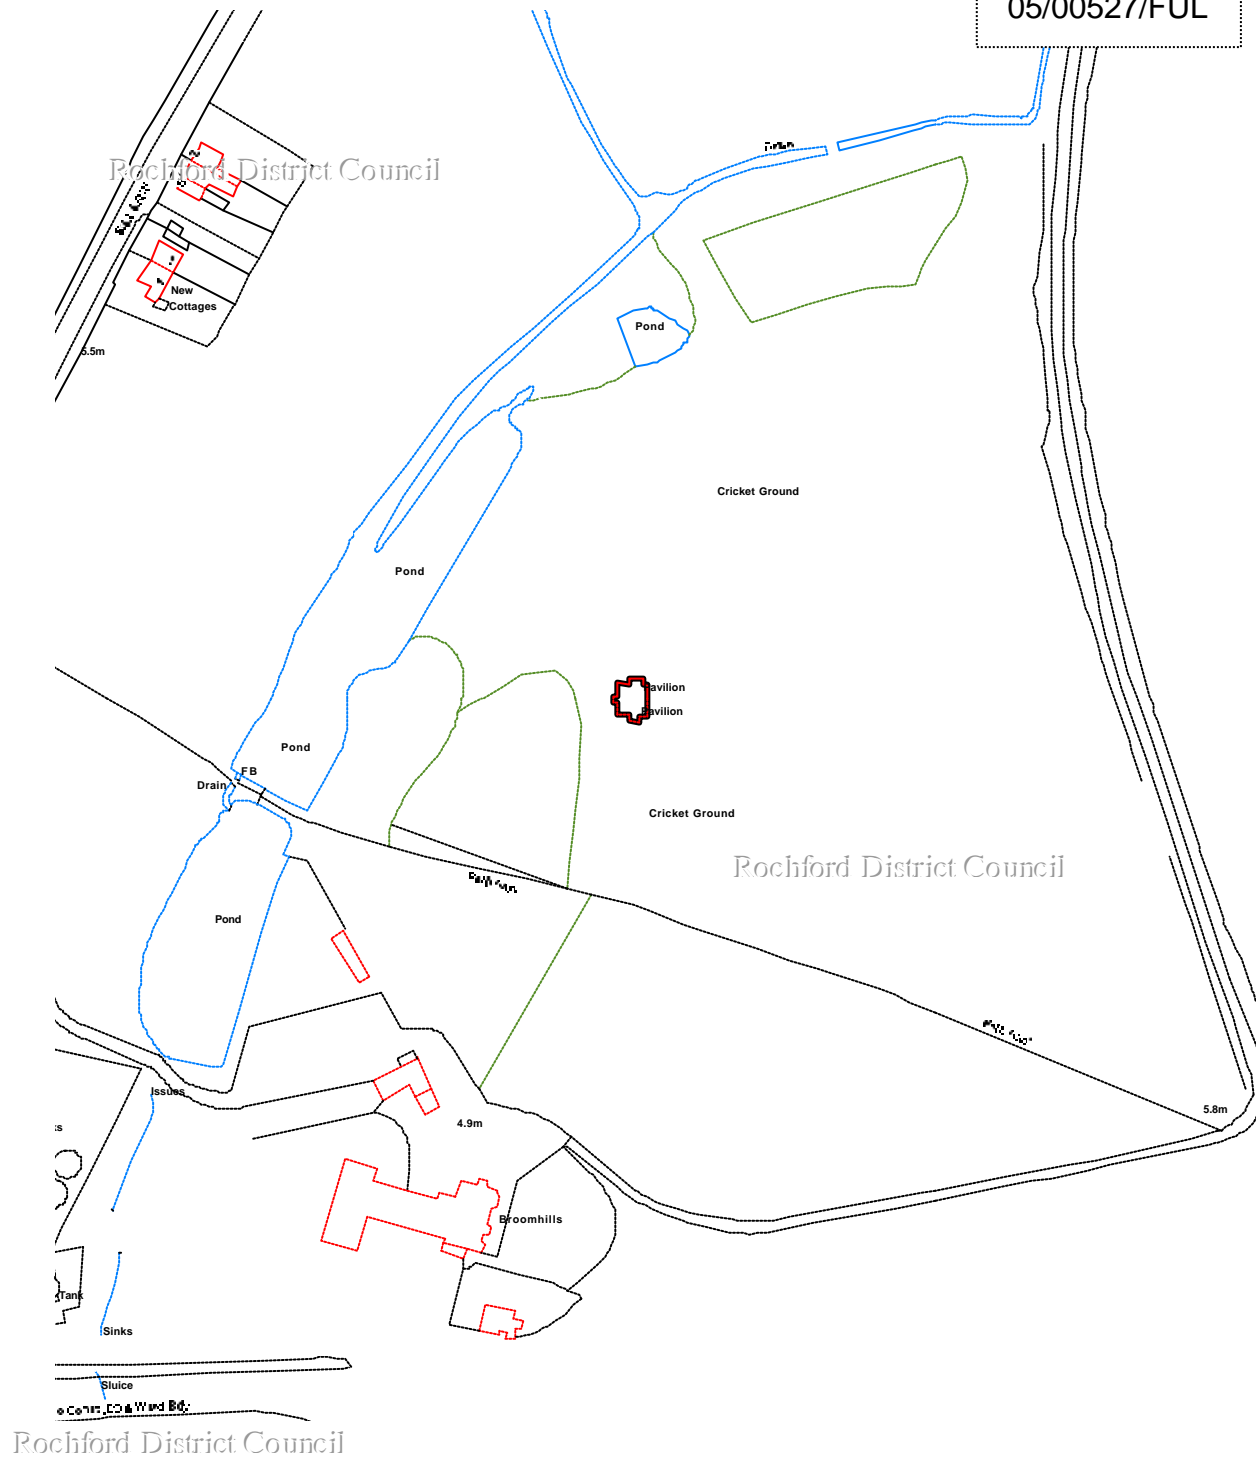 05/00527/FUL
Rochford District Council
New
Cottages
5.5m
Pond
Cricket Ground
Pond
Pavilion
Pavilion
Pond
FB
Drain
Cricket Ground
Rochford District Council
Pond
Issues
5.8m
4.9m
Broomhills
Tank
Sinks
Sluice
Rochford District Council